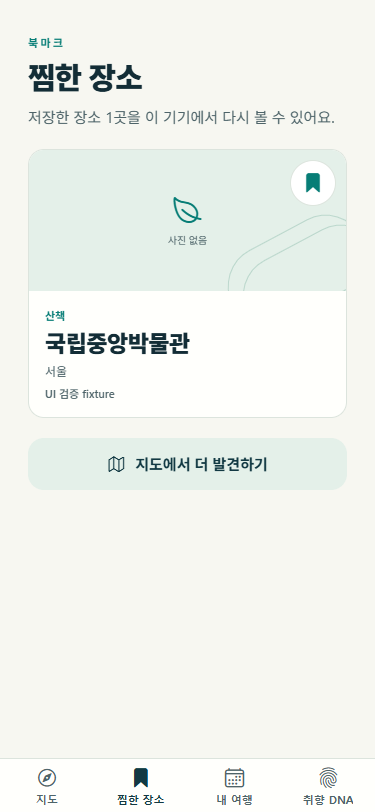 북마크
찜한 장소
저장한 장소 1곳을 이 기기에서 다시 볼 수 있어요.
사진 없음
산책
국립중앙박물관
서울
UI 검증 fixture
지도에서 더 발견하기
지도
찜한 장소
내 여행
취향 DNA